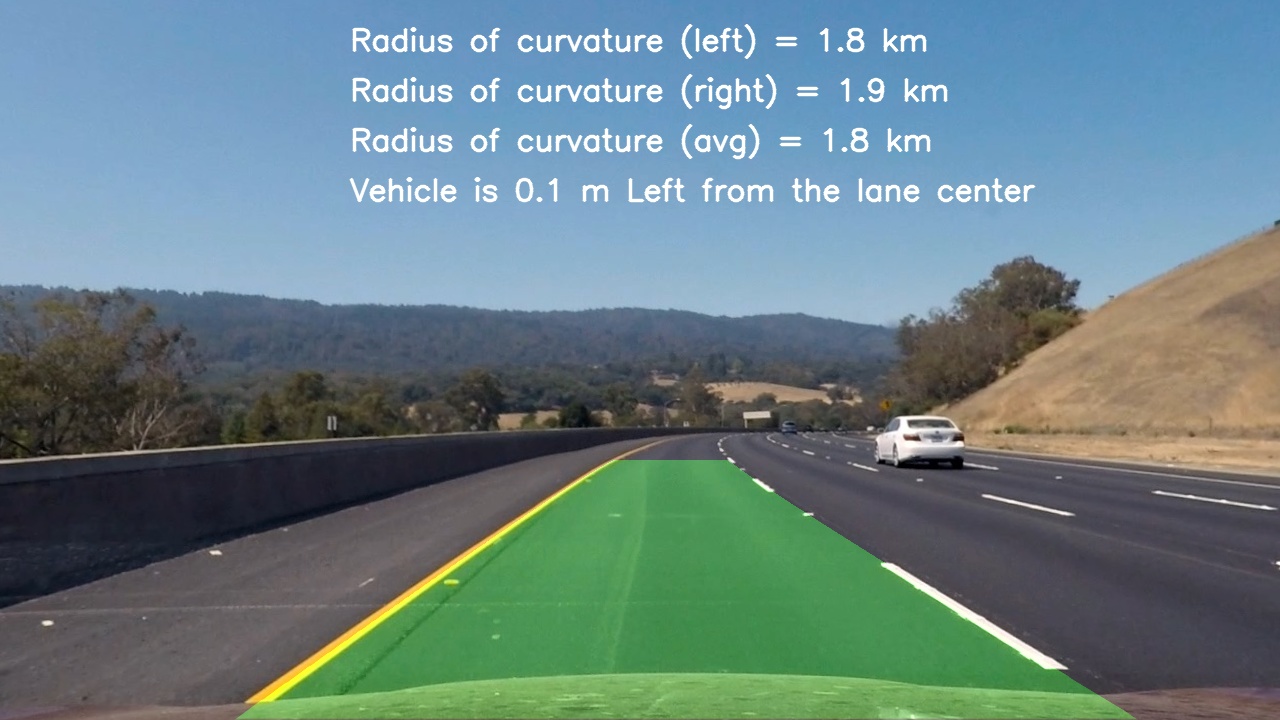 Radius of curvature (left) = 1.8 km
Radius of curvature (right) = 1.9 km
Radius of curvature (avg) = 1.8 km
Vehicle is 0.1 m Left from the lane center